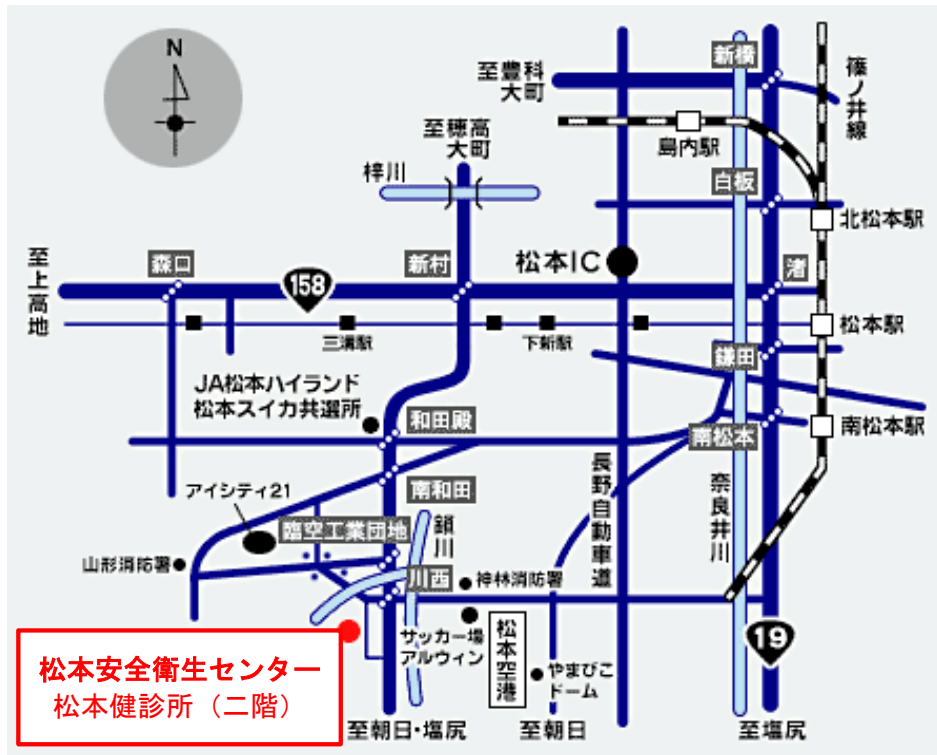 N
新橋
至豊科
大町
篠ノ井線
至穂高
大町
島内駅
梓川
白板
北松本駅
至上高地
森口
新村
松本IC
渚
158
松本駅
三溝駅
下新駅
鎌田
JA松本ハイランド
松本スイカ共選所
和田殿
南松本駅
南松本
アイシティ21
南和田
長野自動車道
奈良井川
臨空工業団地
鎖川
山形消防署
川西
神林消防署
サッカー場
アルウィン
松本空港
19
やまびこ
ドーム
松本安全衛生センター
松本健診所（二階）
至朝日・塩尻
至朝日
至塩尻